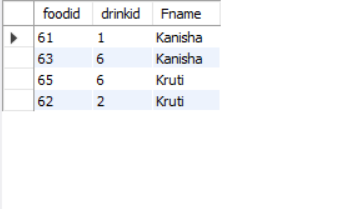 foodid drinkid Fname
61 1 Kanisha
63 6 Kanisha
65 6 Kruti
62 2 Kruti